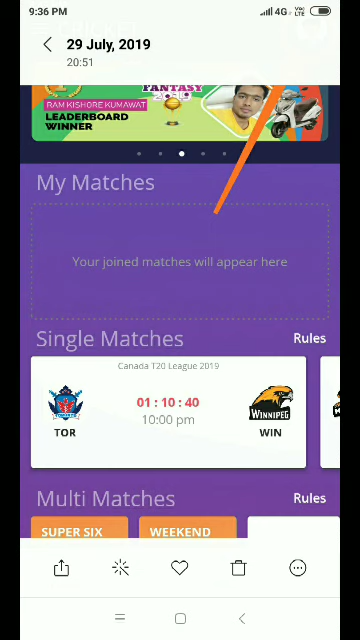 9:36 PM
4G VoLTE
29 July, 2019
20:51
FANTASY
2019
RAM KISHORE KUMAWAT
LEADERBOARD
WINNER
My Matches
Your joined matches will appear here
Single Matches
Rules
Canada T20 League 2019
01 : 10 : 40
10:00 pm
TOR
WINNIPEG
WIN
Multi Matches
Rules
SUPER SIX
WEEKEND